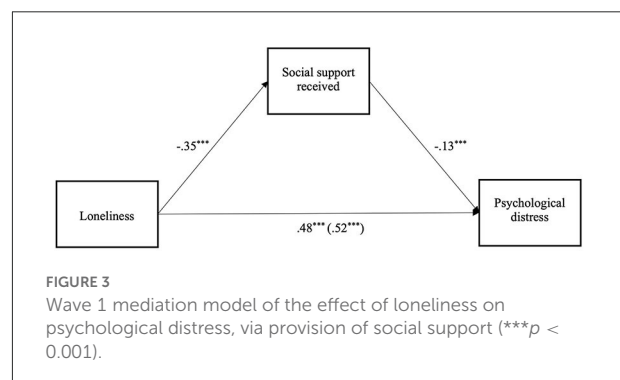 Social support
received
-.35***
-.13***
Loneliness
Psychological
distress
.48*** (.52***)
FIGURE 3
Wave 1 mediation model of the effect of loneliness on
psychological distress, via provision of social support (***p <
0.001).